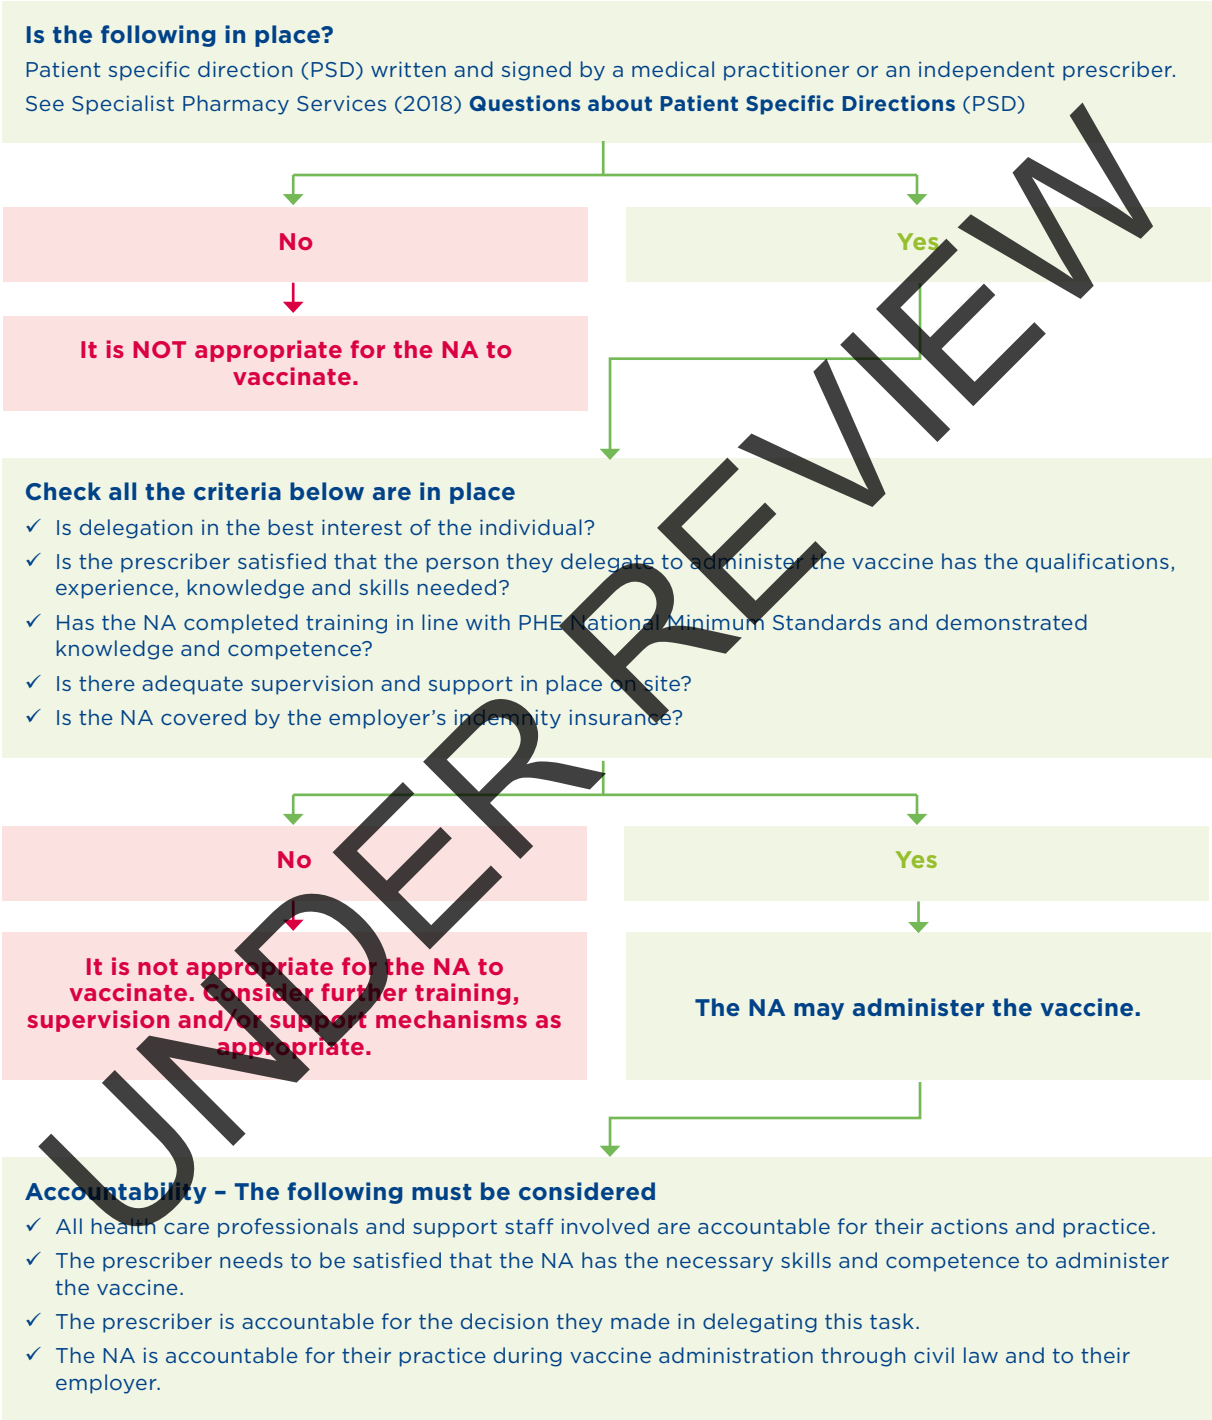 Is the following in place?
Patient specific direction (PSD) written and signed by a medical practitioner or an independent prescriber.
See Specialist Pharmacy Services (2018) Questions about Patient Specific Directions (PSD)
No
Yes
It is NOT appropriate for the NA to
vaccinate.
Check all the criteria below are in place
✓ Is delegation in the best interest of the individual?
✓ Is the prescriber satisfied that the person they delegate to administer the vaccine has the qualifications,
experience, knowledge and skills needed?
✓ Has the NA completed training in line with PHE National Minimum Standards and demonstrated
knowledge and competence?
✓ Is there adequate supervision and support in place on site?
✓ Is the NA covered by the employer’s indemnity insurance?
No
Yes
It is not appropriate for the NA to
vaccinate. Consider further training,
supervision and/or support mechanisms as
appropriate.
The NA may administer the vaccine.
Accountability – The following must be considered
✓ All health care professionals and support staff involved are accountable for their actions and practice.
✓ The prescriber needs to be satisfied that the NA has the necessary skills and competence to administer
the vaccine.
✓ The prescriber is accountable for the decision they made in delegating this task.
✓ The NA is accountable for their practice during vaccine administration through civil law and to their
employer.
UNDER REVIEW